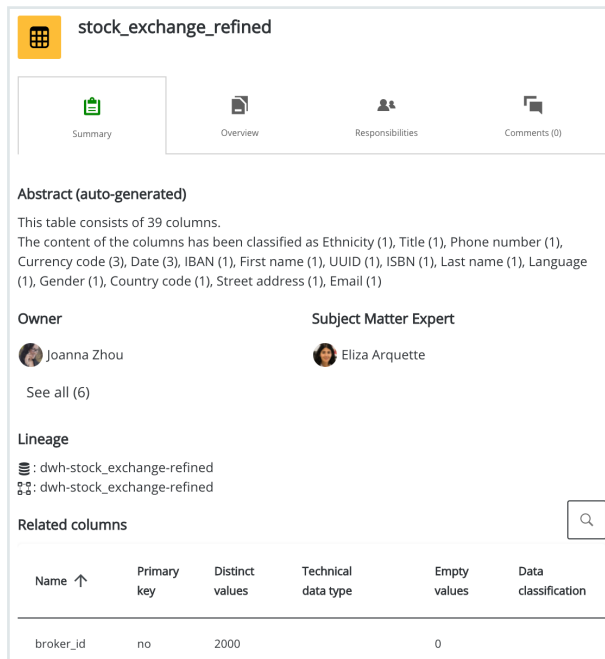 stock_exchange_refined
Summary
Overview
Responsibilities
Comments (0)
Abstract (auto-generated)
This table consists of 39 columns.
The content of the columns has been classified as Ethnicity (1), Title (1), Phone number (1),
Currency code (3), Date (3), IBAN (1), First name (1), UUID (1), ISBN (1), Last name (1), Language
(1), Gender (1), Country code (1), Street address (1), Email (1)
Owner
Subject Matter Expert
Joanna Zhou
Eliza Arquette
See all (6)
Lineage
: dwh-stock_exchange-refined
: dwh-stock_exchange-refined
Related columns
Name
Primary
key
Distinct
values
Technical
data type
Empty
values
Data
classification
broker_id no 2000 0